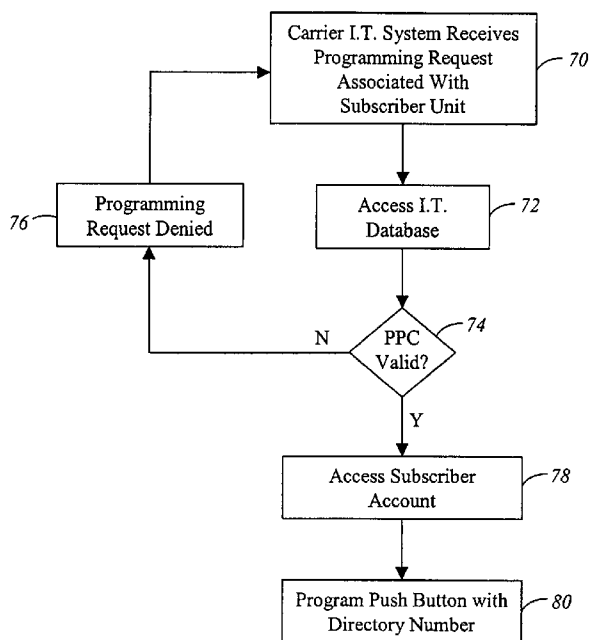 Carrier I.T. System Receives
Programming Request
Associated With
Subscriber Unit
70
Programming
Request Denied
76
Access I.T.
Database
72
PPC
Valid?
74
N
Y
Access Subscriber
Account
78
Program Push Button with
Directory Number
80